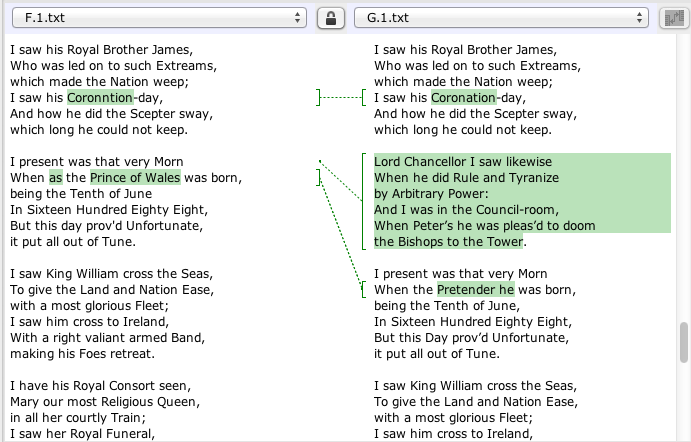 F.1.txt
G.1.txt
I saw his Royal Brother James,
Who was led on to such Extreams,
which made the Nation weep;
I saw his Coronntion-day,
And how he did the Scepter sway,
which long he could not keep.
I present was that very Morn
When as the Prince of Wales was born,
being the Tenth of June
In Sixteen Hundred Eighty Eight,
But this day prov'd Unfortunate,
it put all out of Tune.
I saw King William cross the Seas,
To give the Land and Nation Ease,
with a most glorious Fleet;
I saw him cross to Ireland,
With a right valiant armed Band,
making his Foes retreat.
I have his Royal Consort seen,
Mary our most Religious Queen,
in all her courtly Train;
I saw her Royal Funeral,
I saw his Royal Brother James,
Who was led on to such Extreams,
which made the Nation weep;
I saw his Coronation-day,
And how he did the Scepter sway,
which long he could not keep.
Lord Chancellor I saw likewise
When he did Rule and Tyranize
by Arbitrary Power:
And I was in the Council-room,
When Peter’s he was pleas’d to doom
the Bishops to the Tower.
I present was that very Morn
When the Pretender he was born,
being the Tenth of June,
In Sixteen Hundred Eighty Eight,
But this Day prov’d Unfortunate,
it put all out of Tune.
I saw King William cross the Seas,
To give the Land and Nation Ease,
with a most glorious Fleet;
I saw him cross to Ireland,